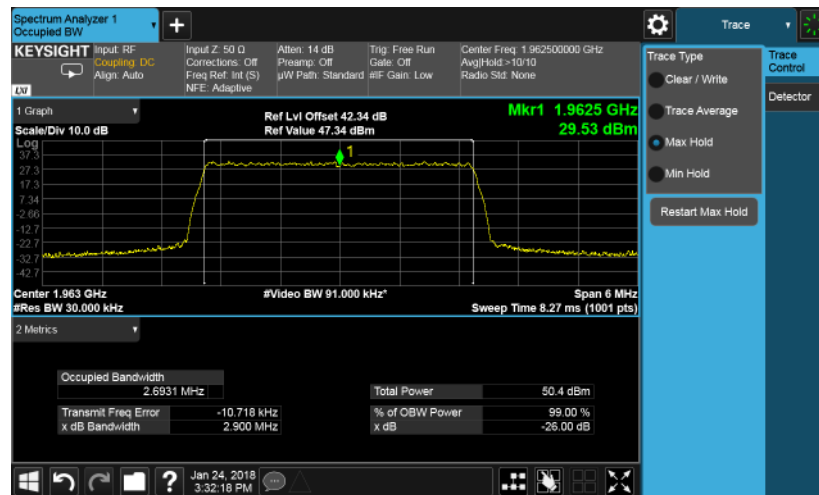 Spectrum Analyzer 1
Occupied BW
Trace
KEYSIGHT
LXI
Input: RF
Coupling: DC
Align: Auto
Input Z: 50 Ω
Corrections: Off
Freq Ref: Int (S)
NFE: Adaptive
Atten: 14 dB
Preamp: Off
µW Path: Standard
Trig: Free Run
Gate: Off
#IF Gain: Low
Center Freq: 1.962500000 GHz
Avg|Hold:>10/10
Radio Std: None
Trace Type
Clear / Write
Trace Average
Max Hold
Min Hold
Restart Max Hold
Trace
Control
Detector
1 Graph
Scale/Div 10.0 dB
Ref Lvl Offset 42.34 dB
Ref Value 47.34 dBm
Mkr1 1.9625 GHz
29.53 dBm
Log
37.3
27.3
17.3
7.34
-2.66
-12.7
-22.7
-32.7
-42.7
1
Center 1.963 GHz
#Res BW 30.000 kHz
#Video BW 91.000 kHz*
Span 6 MHz
Sweep Time 8.27 ms (1001 pts)
2 Metrics
Occupied Bandwidth
2.6931 MHz
Total Power 50.4 dBm
Transmit Freq Error -10.718 kHz
% of OBW Power 99.00 %
x dB Bandwidth 2.900 MHz
x dB -26.00 dB
?
Jan 24, 2018
3:32:18 PM